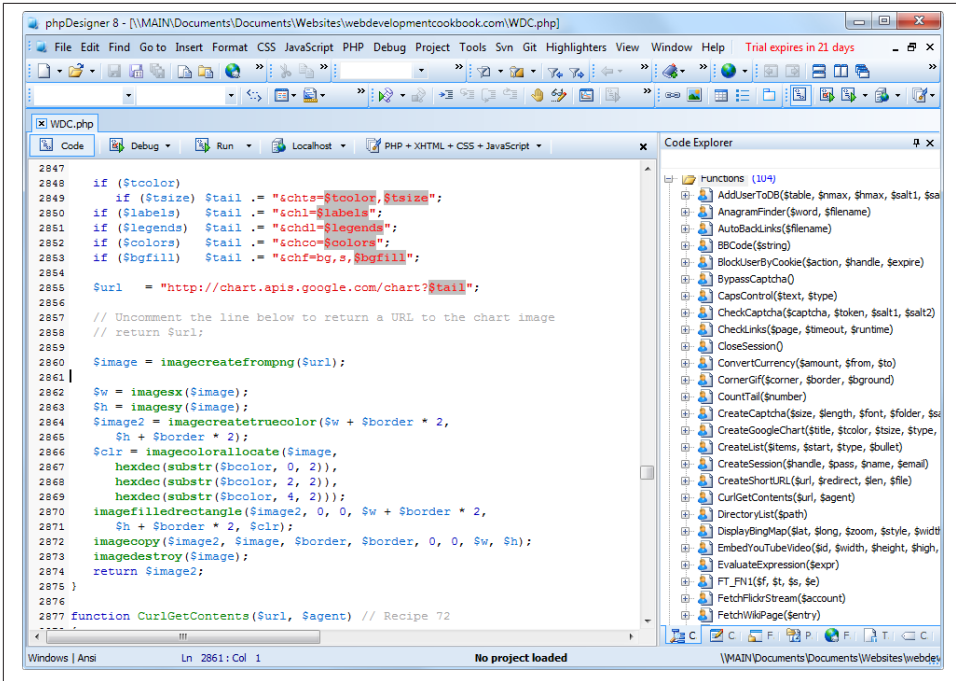 phpDesigner 8 - [\\MAIN\Documents\Documents\Websites\webdevelopmentcookbook.com\WDC.php]
File Edit Find Go to Insert Format CSS JavaScript PHP Debug Project Tools Svn Git Highlighters View Window Help Trial expires in 21 days
WDC.php
Code Debug Run Localhost PHP + XHTML + CSS + JavaScript
2847
2848 if ($tcolor)
2849 if ($tsize) $tail .= "&chts=$tcolor,$tsize";
2850 if ($labels) $tail .= "&chl=$labels";
2851 if ($legends) $tail .= "&chdl=$legends";
2852 if ($colors) $tail .= "&chco=$colors";
2853 if ($bgfill) $tail .= "&chf=bg,s,$bgfill";
2854
2855 $url = "http://chart.apis.google.com/chart?$tail";
2856
2857 // Uncomment the line below to return a URL to the chart image
2858 // return $url;
2859
2860 $image = imagecreatefrompng($url);
2861
2862 $w = imagesx($image);
2863 $h = imagesy($image);
2864 $image2 = imagecreatetruecolor($w + $border * 2,
2865 $h + $border * 2);
2866 $clr = imagecolorallocate($image,
2867 hexdec(substr($bcolor, 0, 2)),
2868 hexdec(substr($bcolor, 2, 2)),
2869 hexdec(substr($bcolor, 4, 2)));
2870 imagefilledrectangle($image2, 0, 0, $w + $border * 2,
2871 $h + $border * 2, $clr);
2872 imagecopy($image2, $image, $border, $border, 0, 0, $w, $h);
2873 imagedestroy($image);
2874 return $image2;
2875 }
2876
2877 function CurlGetContents($url, $agent) // Recipe 72
Code Explorer
Functions (104)
AddUserToDB($table, $nmax, $hmax, $salt1, $sa
AnagramFinder($word, $filename)
AutoBackLinks($filename)
BBCode($string)
BlockUserByCookie($action, $handle, $expire)
BypassCaptcha()
CapsControl($text, $type)
CheckCaptcha($captcha, $token, $salt1, $salt2)
CheckLinks($page, $timeout, $runtime)
CloseSession()
ConvertCurrency($amount, $from, $to)
CornerGif($corner, $border, $bground)
CountTail($number)
CreateCaptcha($size, $length, $font, $folder, $sa
CreateGoogleChart($title, $tcolor, $tsize, $type,
CreateList($items, $start, $type, $bullet)
CreateSession($handle, $pass, $name, $email)
CreateShortURL($url, $redirect, $len, $file)
CurlGetContents($url, $agent)
DirectoryList($path)
DisplayBingMap($lat, $long, $zoom, $style, $width
EmbedYouTubeVideo($id, $width, $height, $high,
EvaluateExpression($expr)
FT_FN1($f, $t, $s, $e)
FetchFlickrStream($account)
FetchWikiPage($entry)
C C F P F T C
Windows | Ansi Ln 2861 : Col 1 No project loaded \\MAIN\Documents\Documents\Websites\webdev